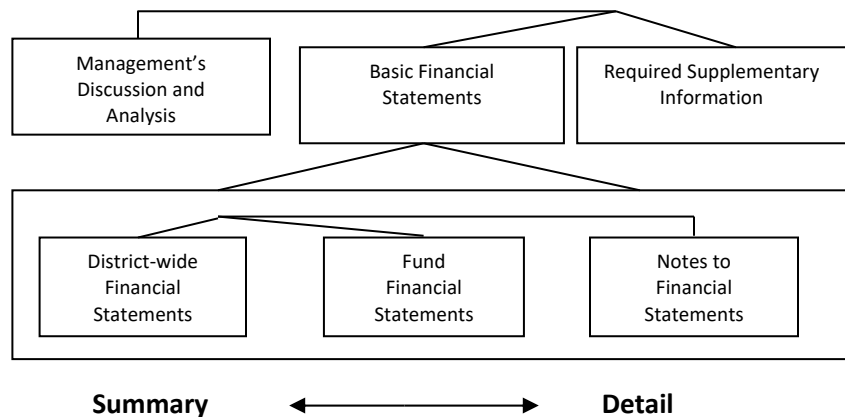 Management’s
Discussion and
Analysis
Basic Financial
Statements
Required Supplementary
Information
District-wide
Financial
Statements
Fund
Financial
Statements
Notes to
Financial
Statements
Summary
Detail